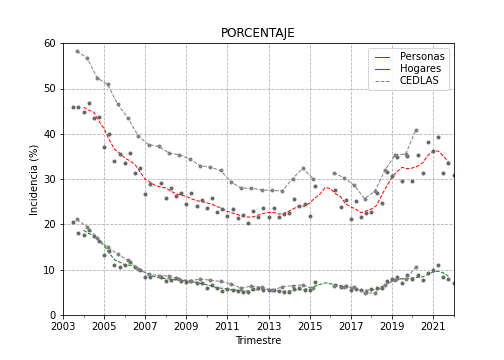 PORCENTAJE
60
50
40
30
20
10
0
Incidencia (%)
Personas
Hogares
CEDLAS
2003 2005 2007 2009 2011 2013 2015 2017 2019 2021
Trimestre